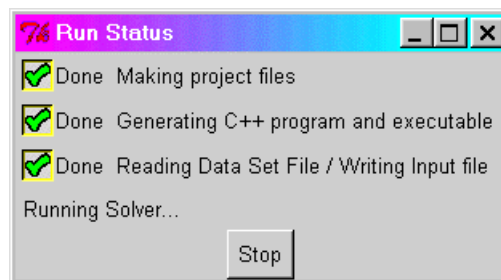 Run Status
Done Making project files
Done Generating C++ program and executable
Done Reading Data Set File / Writing Input file
Running Solver...
Stop